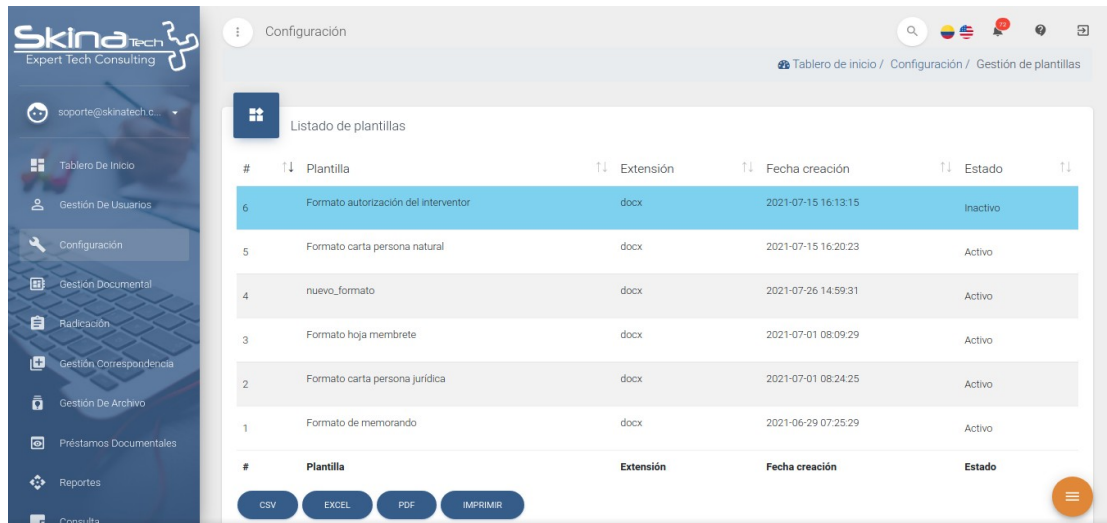 Skina Tech
Expert Tech Consulting
soporte@skinatech.c...
Tablero De Inicio
Gestión De Usuarios
Configuración
Gestión Documental
Radicación
Gestión Correspondencia
Gestión De Archivo
Préstamos Documentales
Reportes
Consulta
Configuración
72
Tablero de inicio / Configuración / Gestión de plantillas
Listado de plantillas
# Plantilla Extensión Fecha creación Estado
6 Formato autorización del interventor docx 2021-07-15 16:13:15 Inactivo
5 Formato carta persona natural docx 2021-07-15 16:20:23 Activo
4 nuevo_formato docx 2021-07-26 14:59:31 Activo
3 Formato hoja membrete docx 2021-07-01 08:09:29 Activo
2 Formato carta persona jurídica docx 2021-07-01 08:24:25 Activo
1 Formato de memorando docx 2021-06-29 07:25:29 Activo
# Plantilla Extensión Fecha creación Estado
CSV EXCEL PDF IMPRIMIR